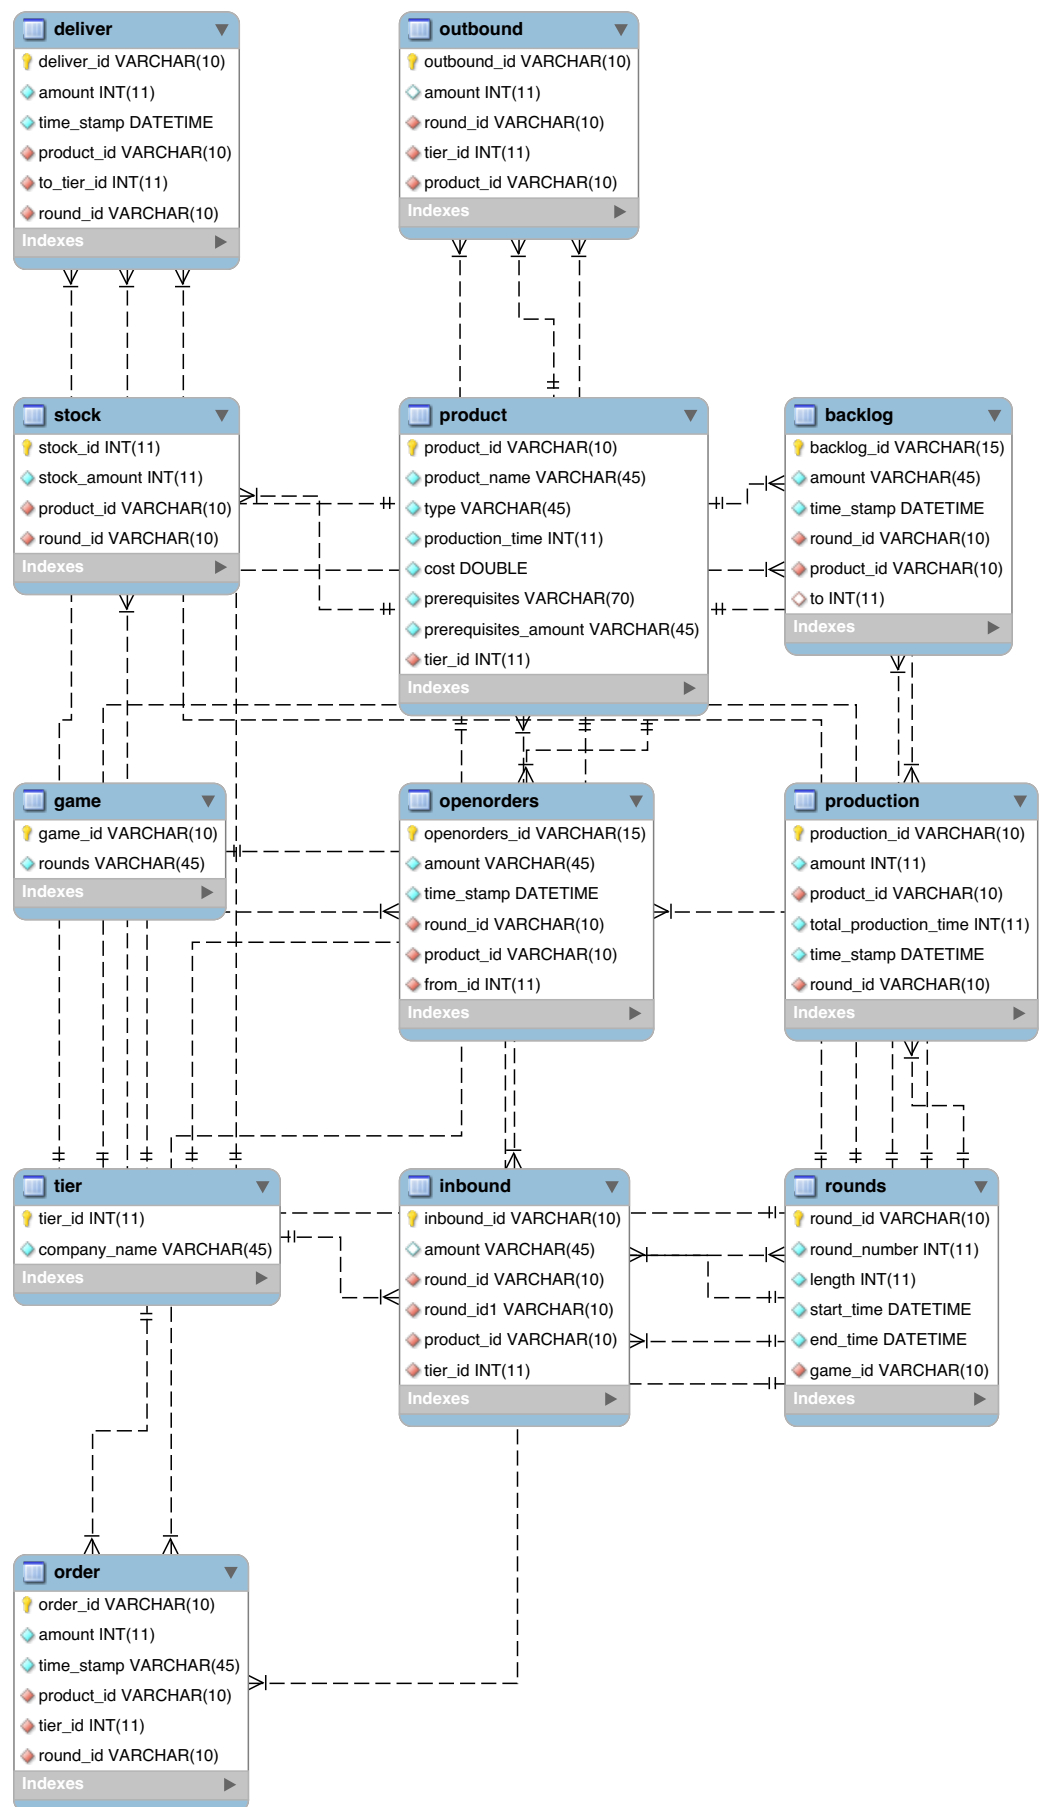 deliver
deliver_id VARCHAR(10)
amount INT(11)
time_stamp DATETIME
product_id VARCHAR(10)
to_tier_id INT(11)
round_id VARCHAR(10)
Indexes
outbound
outbound_id VARCHAR(10)
amount INT(11)
round_id VARCHAR(10)
tier_id INT(11)
product_id VARCHAR(10)
Indexes
stock
stock_id INT(11)
stock_amount INT(11)
product_id VARCHAR(10)
round_id VARCHAR(10)
Indexes
product
product_id VARCHAR(10)
product_name VARCHAR(45)
type VARCHAR(45)
production_time INT(11)
cost DOUBLE
prerequisites VARCHAR(70)
prerequisites_amount VARCHAR(45)
tier_id INT(11)
Indexes
backlog
backlog_id VARCHAR(15)
amount VARCHAR(45)
time_stamp DATETIME
round_id VARCHAR(10)
product_id VARCHAR(10)
to INT(11)
Indexes
game
game_id VARCHAR(10)
rounds VARCHAR(45)
Indexes
openorders
openorders_id VARCHAR(15)
amount VARCHAR(45)
time_stamp DATETIME
round_id VARCHAR(10)
product_id VARCHAR(10)
from_id INT(11)
Indexes
production
production_id VARCHAR(10)
amount INT(11)
product_id VARCHAR(10)
total_production_time INT(11)
time_stamp DATETIME
round_id VARCHAR(10)
Indexes
tier
tier_id INT(11)
company_name VARCHAR(45)
Indexes
inbound
inbound_id VARCHAR(10)
amount VARCHAR(45)
round_id VARCHAR(10)
round_id1 VARCHAR(10)
product_id VARCHAR(10)
tier_id INT(11)
Indexes
rounds
round_id VARCHAR(10)
round_number INT(11)
length INT(11)
start_time DATETIME
end_time DATETIME
game_id VARCHAR(10)
Indexes
order
order_id VARCHAR(10)
amount INT(11)
time_stamp VARCHAR(45)
product_id VARCHAR(10)
tier_id INT(11)
round_id VARCHAR(10)
Indexes